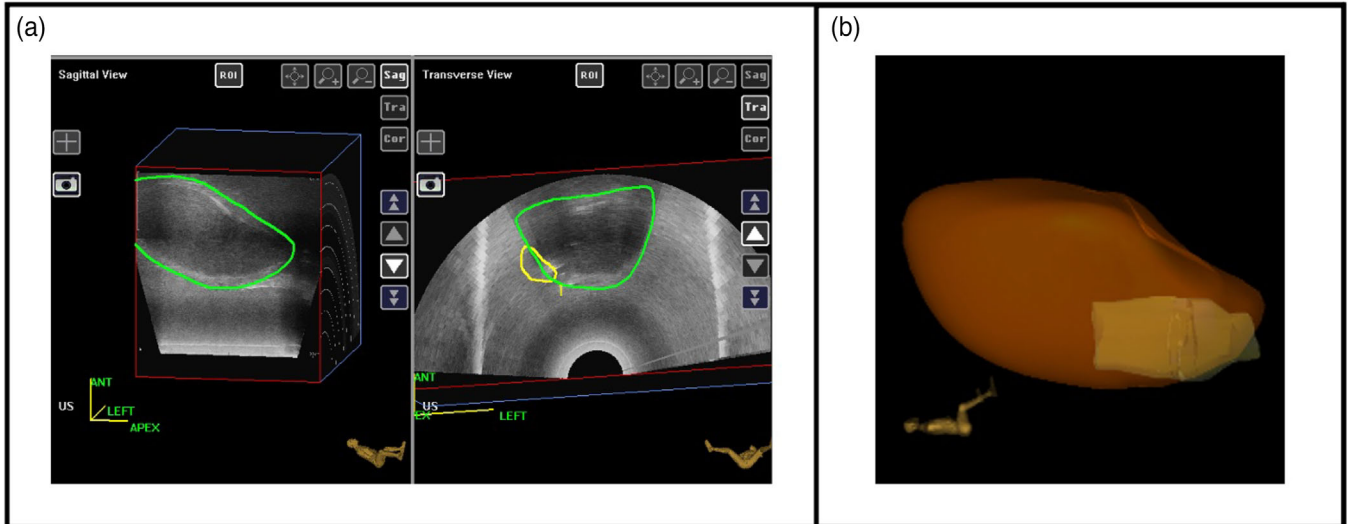 (a)
(b)
Sagittal View
ROI
Sag
Transverse View
ROI
Sag
Tra
Cor
Tra
Cor
ANT
US
LEFT
APEX
ANT
US
EX
LEFT